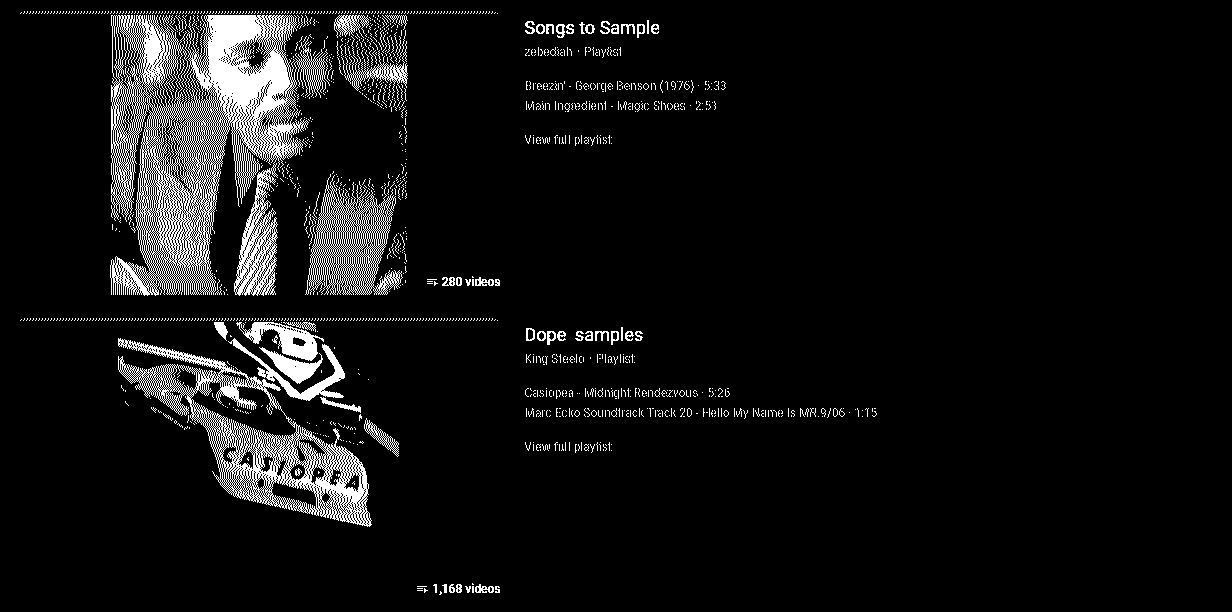 Songs to Sample
zebediah · Playlist
Breezin' - George Benson (1976) · 5:33
Main Ingredient - Magic Shoes · 2:51
View full playlist
280 videos
Dope samples
King Steelo · Playlist
Casiopea - Midnight Rendezvous · 5:26
Marc Ecko Soundtrack Track 20 - Hello My Name Is MR.9/06 · 1:15
View full playlist
CASIOPEA
1,168 videos